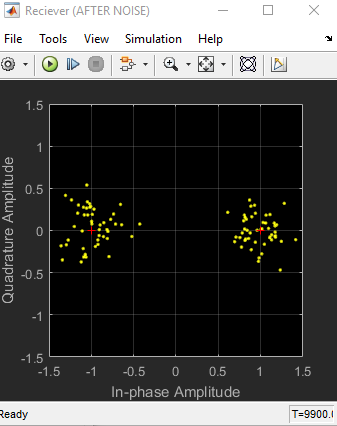 Reciever (AFTER NOISE)
File Tools View Simulation Help
1.5
1
0.5
0
-0.5
-1
-1.5
Quadrature Amplitude
-1.5 -1 -0.5 0 0.5 1 1.5
In-phase Amplitude
Ready T=9900.